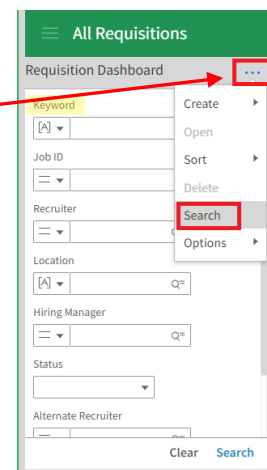 All Requisitions
Requisition Dashboard
Keyword
[A]
Job ID
Recruiter
Location
[A]
Hiring Manager
Status
Alternate Recruiter
Clear Search
Create
Open
Sort
Delete
Search
Options